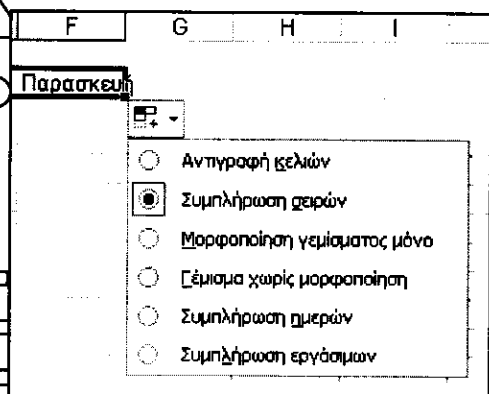 F G H I
Παρασκευή
Αντιγραφή κελιών
Συμπλήρωση σειρών
Μορφοποίηση γεμίσματος μόνο
Γέμισμα χωρίς μορφοποίηση
Συμπλήρωση ημερών
Συμπλήρωση εργάσιμων